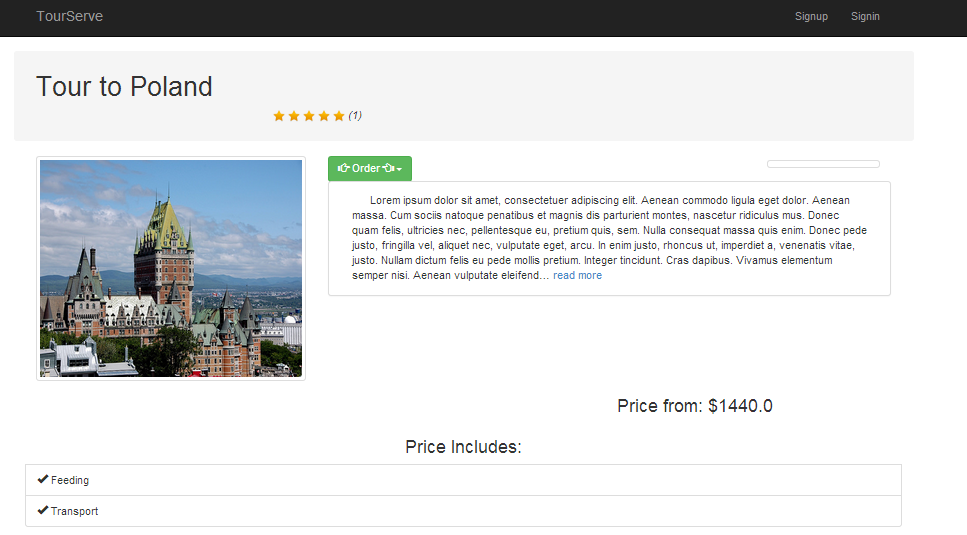 TourServe Signup Signin
Tour to Poland
(1)
Order
Lorem ipsum dolor sit amet, consectetuer adipiscing elit. Aenean commodo ligula eget dolor. Aenean
massa. Cum sociis natoque penatibus et magnis dis parturient montes, nascetur ridiculus mus. Donec
quam felis, ultricies nec, pellentesque eu, pretium quis, sem. Nulla consequat massa quis enim. Donec pede
justo, fringilla vel, aliquet nec, vulputate eget, arcu. In enim justo, rhoncus ut, imperdiet a, venenatis vitae,
justo. Nullam dictum felis eu pede mollis pretium. Integer tincidunt. Cras dapibus. Vivamus elementum
semper nisi. Aenean vulputate eleifend... read more
Price from: $1440.0
Price Includes:
Feeding
Transport